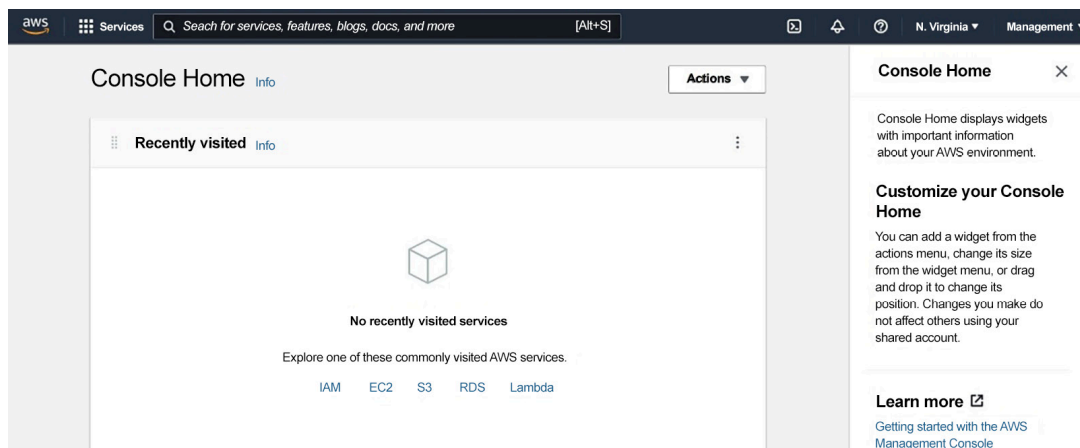 aws Services Seach for services, features, blogs, docs, and more [Alt+S] N. Virginia ▼ Management
Console Home Info
Actions ▼
Recently visited Info
No recently visited services
Explore one of these commonly visited AWS services.
IAM EC2 S3 RDS Lambda
Console Home
Console Home displays widgets
with important information
about your AWS environment.
Customize your Console
Home
You can add a widget from the
actions menu, change its size
from the widget menu, or drag
and drop it to change its
position. Changes you make do
not affect others using your
shared account.
Learn more
Getting started with the AWS
Management Console